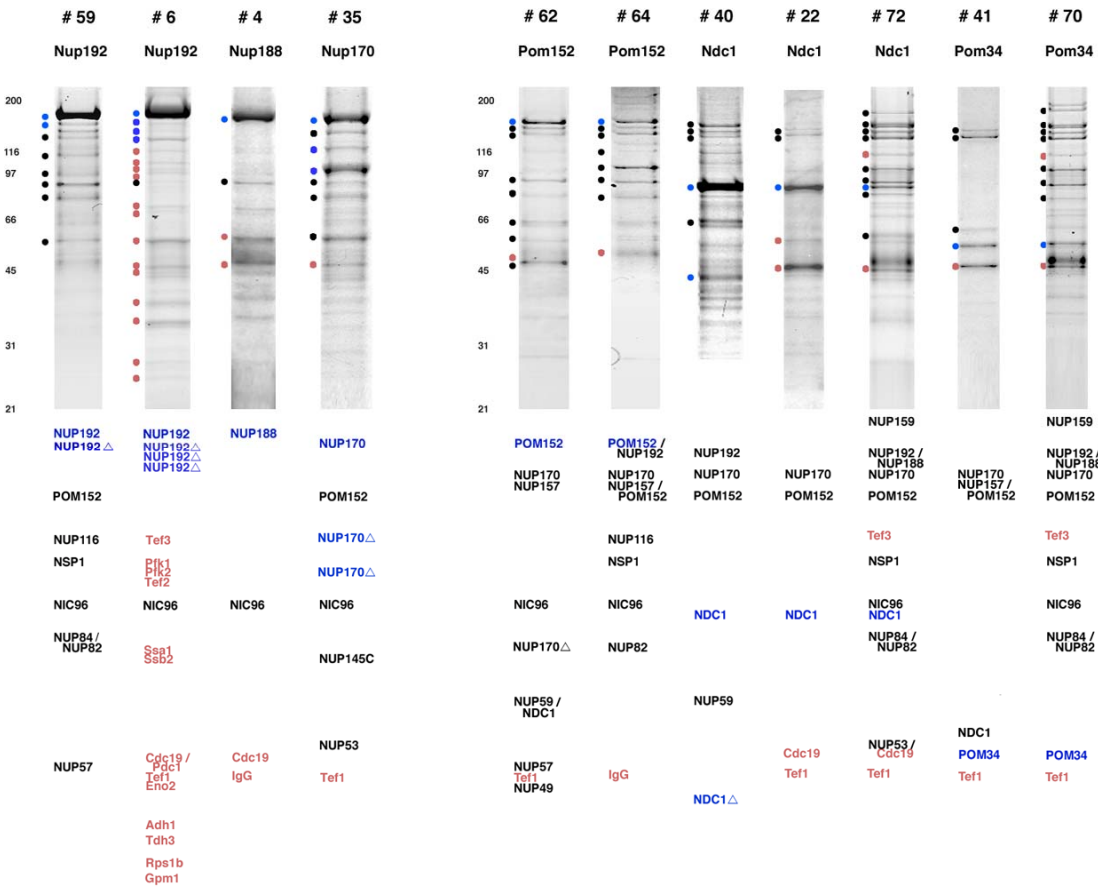 # 59 # 6 # 4 # 35 # 62 # 64 # 40 # 22 # 72 # 41 # 70
Nup192 Nup192 Nup188 Nup170 Pom152 Pom152 Ndc1 Ndc1 Ndc1 Pom34 Pom34
200 200
116 116
97 97
66 66
45 45
31 31
21 21
NUP159 NUP159
NUP192 NUP192 NUP188
NUP192△ NUP192△ NUP170 POM152 POM152 /
NUP192△ NUP192 NUP192 NUP192 / NUP192 /
NUP192△ NUP188 NUP188
NUP170 NUP170 NUP170 NUP170 NUP170 NUP170 NUP170
NUP157 NUP157 / NUP157 /
POM152 POM152 POM152 POM152 POM152 POM152 POM152 POM152
NUP116 Tef3 NUP170△ NUP116 Tef3 Tef3
NSP1 Pfk1 NSP1 NSP1 NSP1
Pfk2 NUP170△
Tef2
NIC96 NIC96 NIC96 NIC96 NIC96 NIC96 NIC96 NIC96
NDC1 NDC1 NDC1
NUP84 / NUP84 / NUP84 /
NUP82 NUP170△ NUP82 NUP82 NUP82
Ssa1
Ssb2 NUP145C
NUP59 / NUP59
NDC1
NDC1
NUP53 NUP53 /
Cdc19 / Cdc19 Cdc19 Cdc19 POM34 POM34
NUP57 Pdc1 NUP57
Tef1 IgG Tef1 Tef1 IgG Tef1 Tef1 Tef1 Tef1
Eno2 NUP49
NDC1△
Adh1
Tdh3
Rps1b
Gpm1